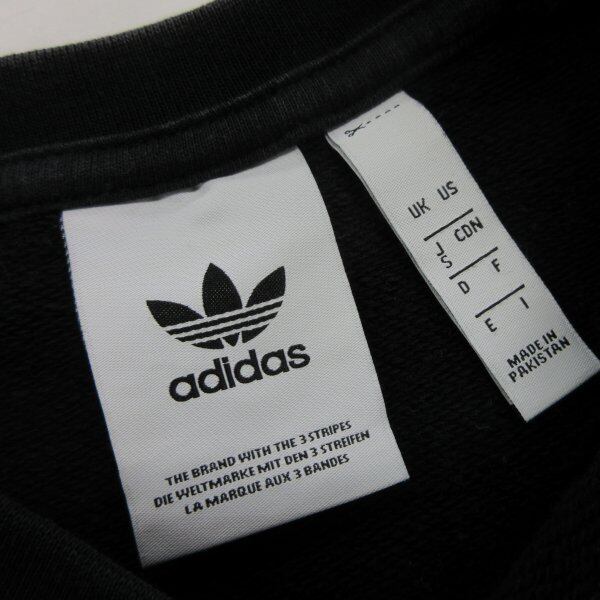 adidas
THE BRAND WITH THE 3 STRIPES
DIE WELTMARKE MIT DEN 3 STREIFEN
LA MARQUE AUX 3 BANDES
UK US
J CDN
S
D F
E I
MADE IN
PAKISTAN